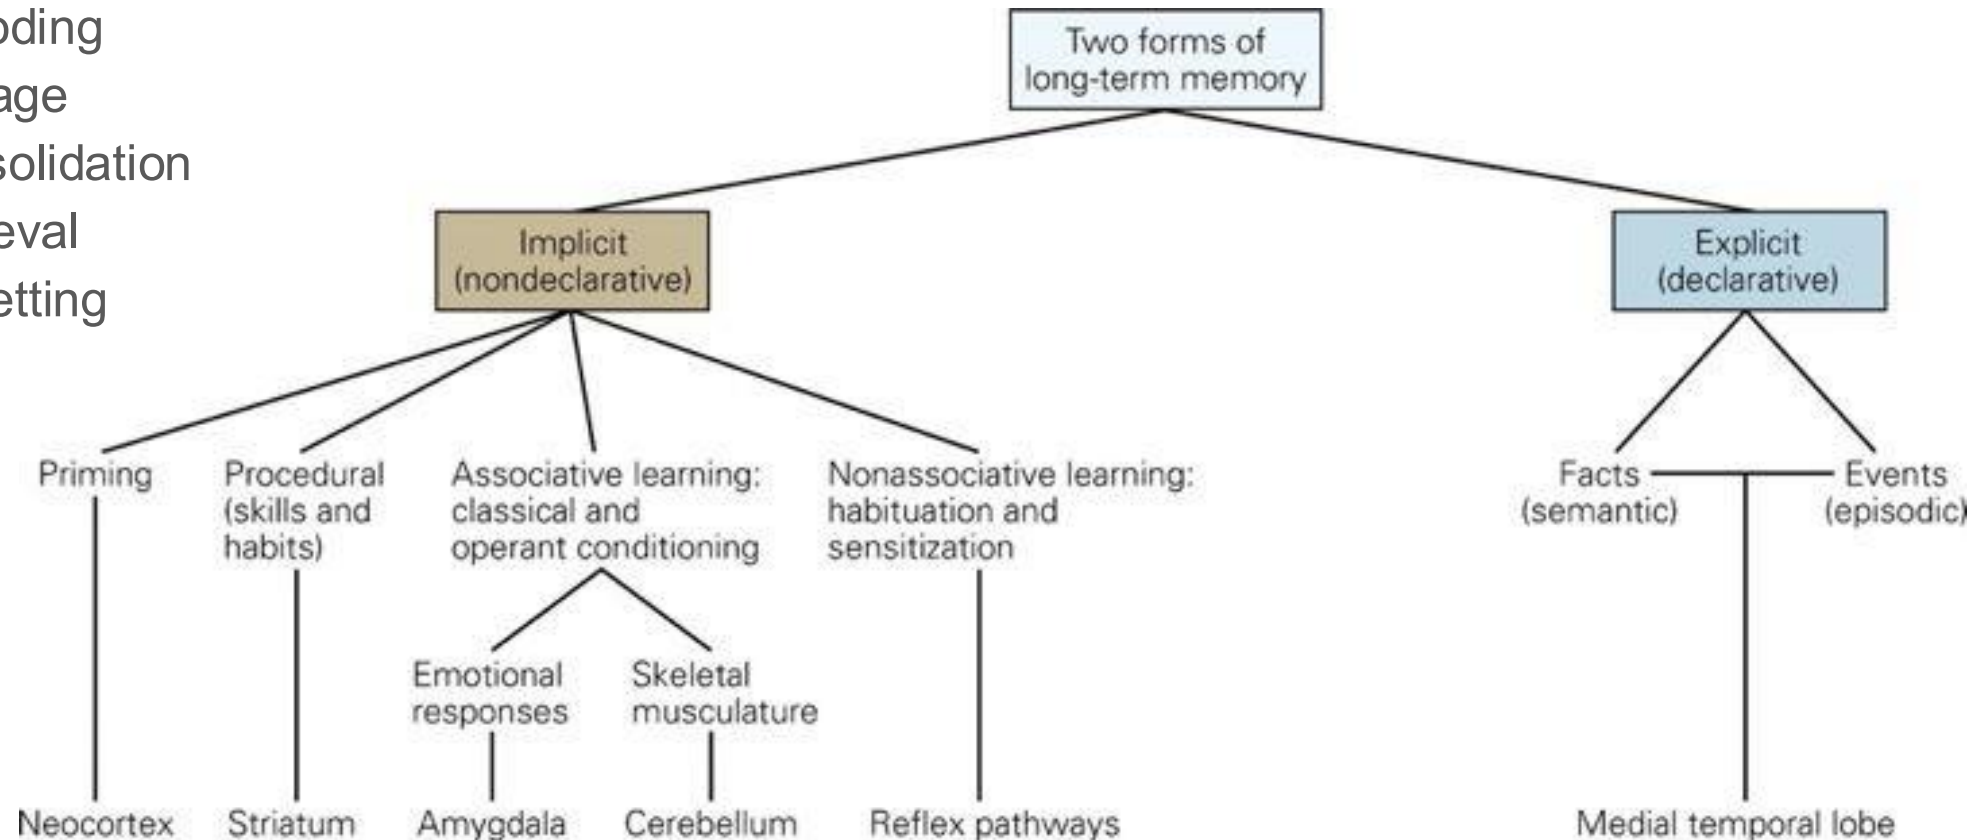 oding
age
solidation
eval
etting
Two forms of
long-term memory
Implicit
(nondeclarative)
Explicit
(declarative)
Priming
Procedural
(skills and
habits)
Associative learning:
classical and
operant conditioning
Nonassociative learning:
habituation and
sensitization
Facts
(semantic)
Events
(episodic)
Emotional
responses
Skeletal
musculature
Neocortex
Striatum
Amygdala
Cerebellum
Reflex pathways
Medial temporal lobe